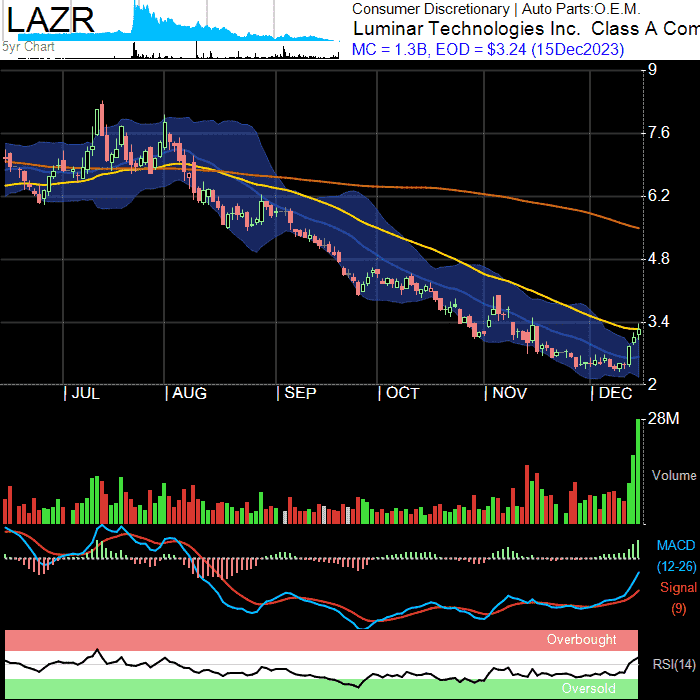 LAZR
5yr Chart
Consumer Discretionary | Auto Parts:O.E.M.
Luminar Technologies Inc. Class A Com
MC = 1.3B, EOD = $3.24 (15Dec2023)
9
7.6
6.2
4.8
3.4
2
| JUL | AUG | SEP | OCT | NOV | DEC
28M
Volume
MACD
(12-26)
Signal
(9)
Overbought
RSI(14)
Oversold